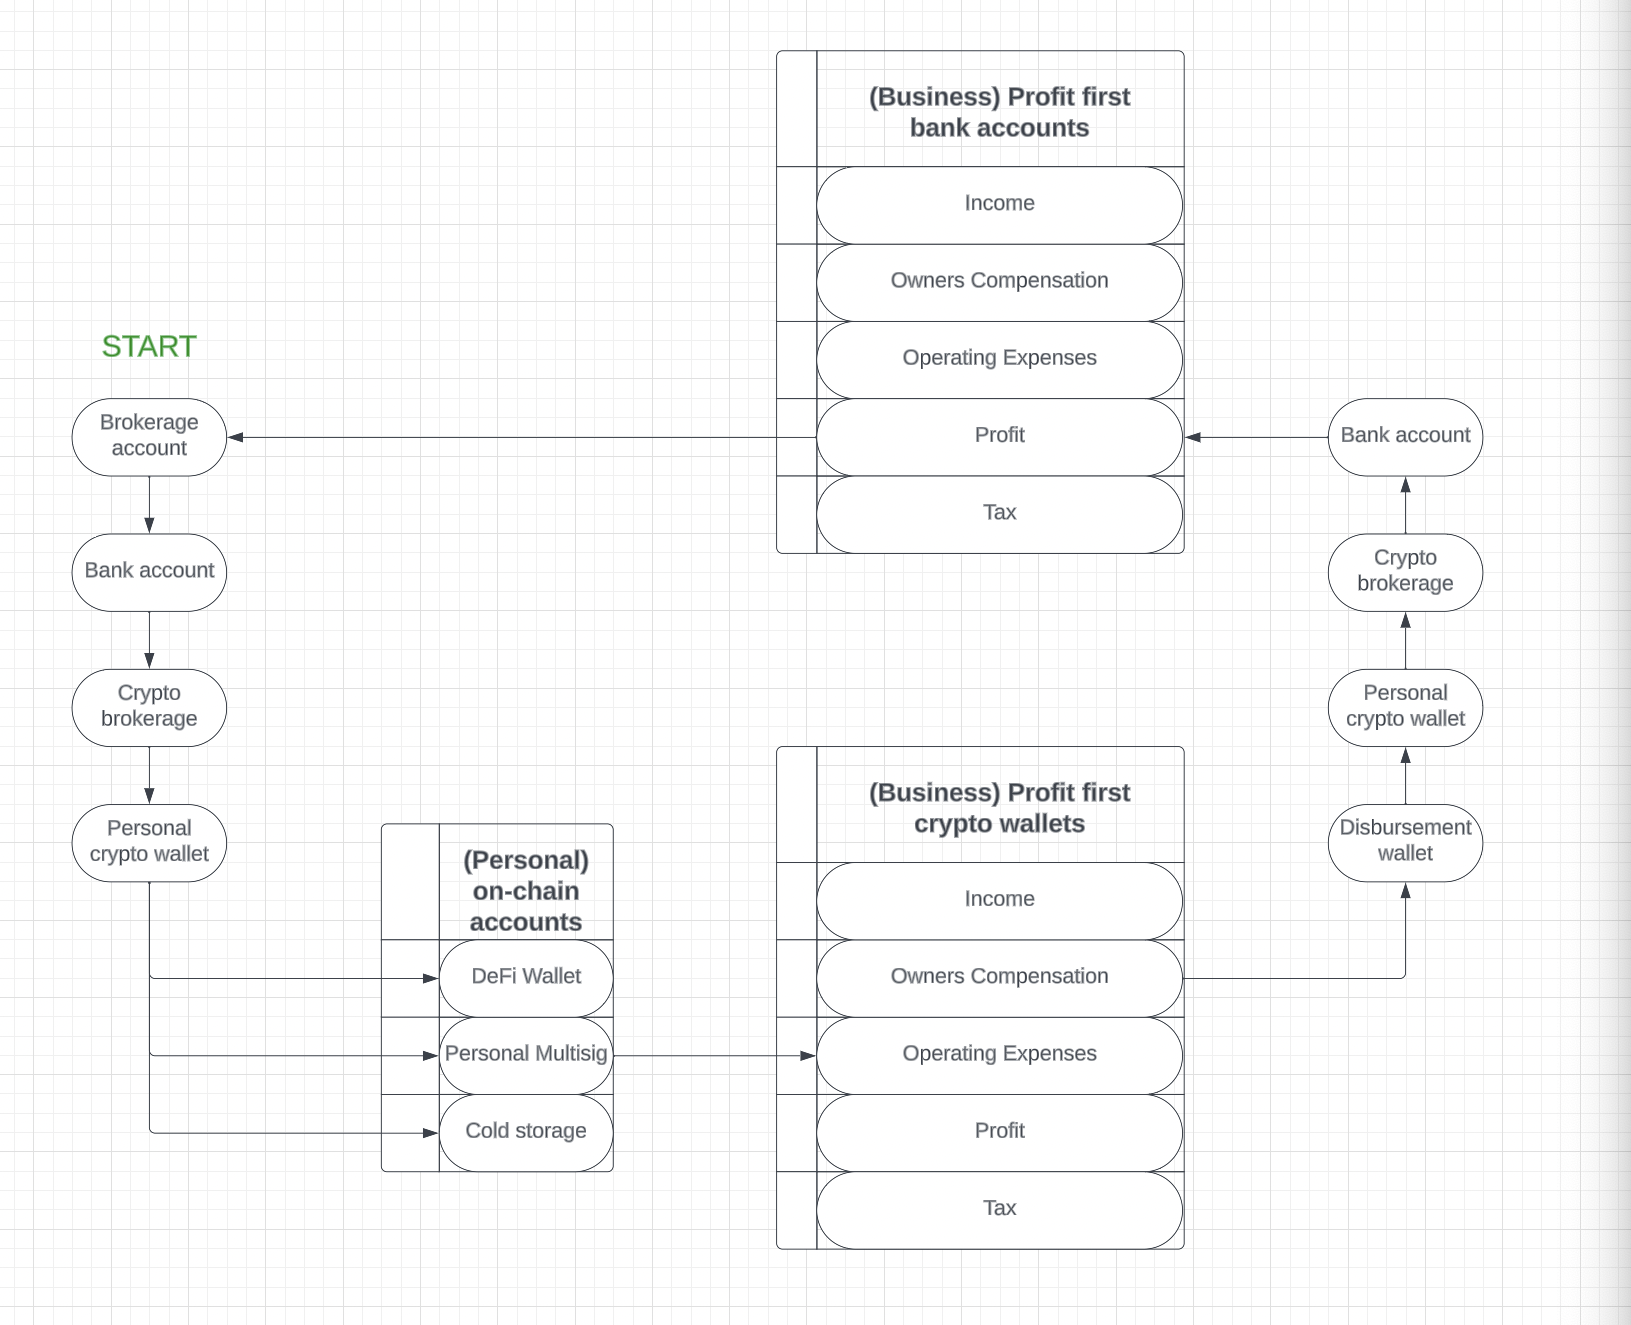 (Business) Profit first
bank accounts
Income
Owners Compensation
Operating Expenses
Profit
Tax
START
Brokerage
account
Bank account
Crypto
brokerage
Personal
crypto wallet
(Personal)
on-chain
accounts
DeFi Wallet
Personal Multisig
Cold storage
(Business) Profit first
crypto wallets
Income
Owners Compensation
Operating Expenses
Profit
Tax
Bank account
Crypto
brokerage
Personal
crypto wallet
Disbursement
wallet